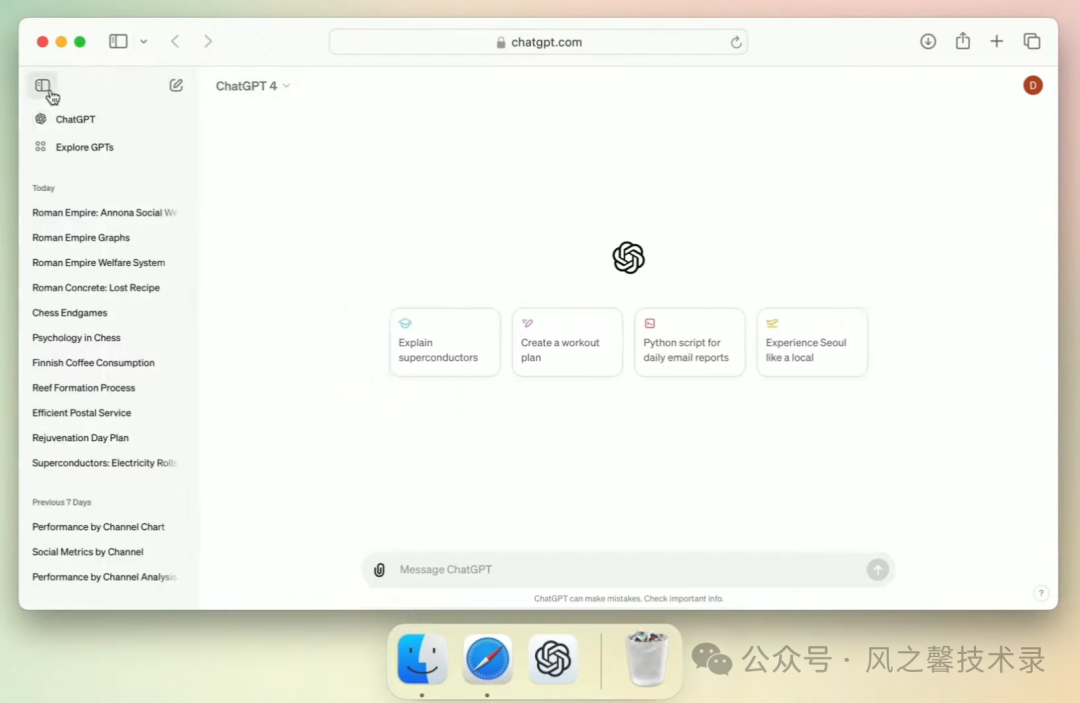 chatgpt.com
ChatGPT 4
D
ChatGPT
Explore GPTs
Today
Roman Empire: Annona Social We
Roman Empire Graphs
Roman Empire Welfare System
Roman Concrete: Lost Recipe
Chess Endgames
Psychology in Chess
Finnish Coffee Consumption
Reef Formation Process
Efficient Postal Service
Rejuvenation Day Plan
Superconductors: Electricity Rolls
Previous 7 Days
Performance by Channel Chart
Social Metrics by Channel
Performance by Channel Analysis
Explain
superconductors
Create a workout
plan
Python script for
daily email reports
Experience Seoul
like a local
Message ChatGPT
ChatGPT can make mistakes. Check important info.
?
公众号 · 风之馨技术录